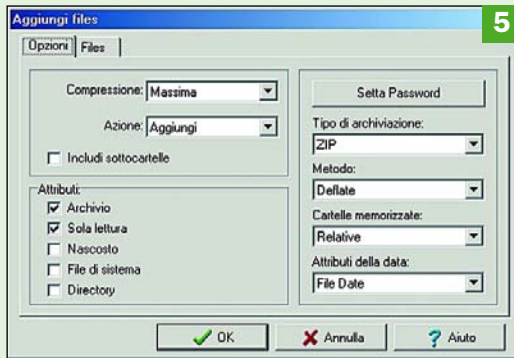 Aggiungi files
5
Opzioni
Files
Compressione: Massima
Azione: Aggiungi
Includi sottocartelle
Attributi:
Archivio
Sola lettura
Nascosto
File di sistema
Directory
Setta Password
Tipo di archiviazione:
ZIP
Metodo:
Deflate
Cartelle memorizzate:
Relative
Attributi della data:
File Date
OK
Annulla
? Aiuto